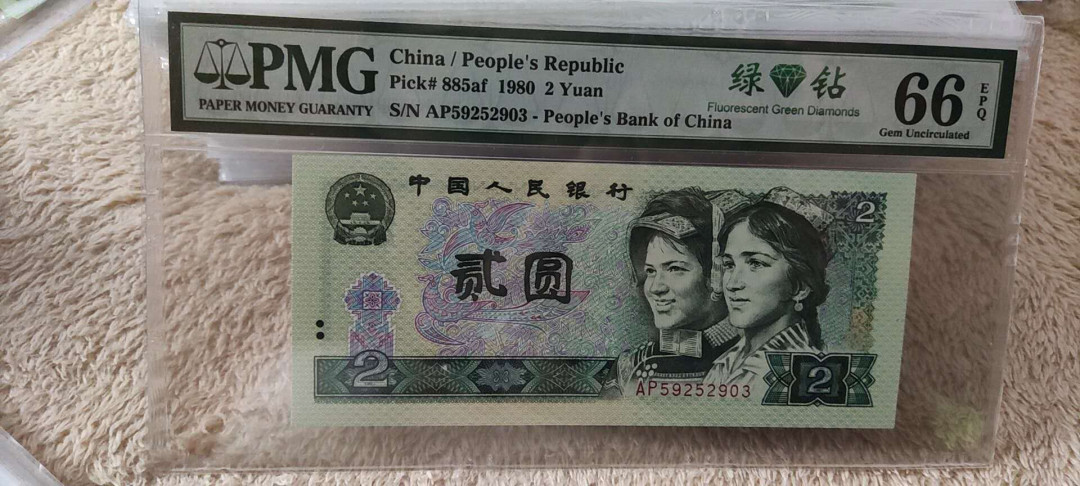 PMG
PAPER MONEY GUARANTY
China / People's Republic
Pick# 885af 1980 2 Yuan
S/N AP59252903 - People's Bank of China
绿 钻
Fluorescent Green Diamonds
66
EPQ
Gem Uncirculated
中国人民银行
2
贰圆
2
AP59252903
2